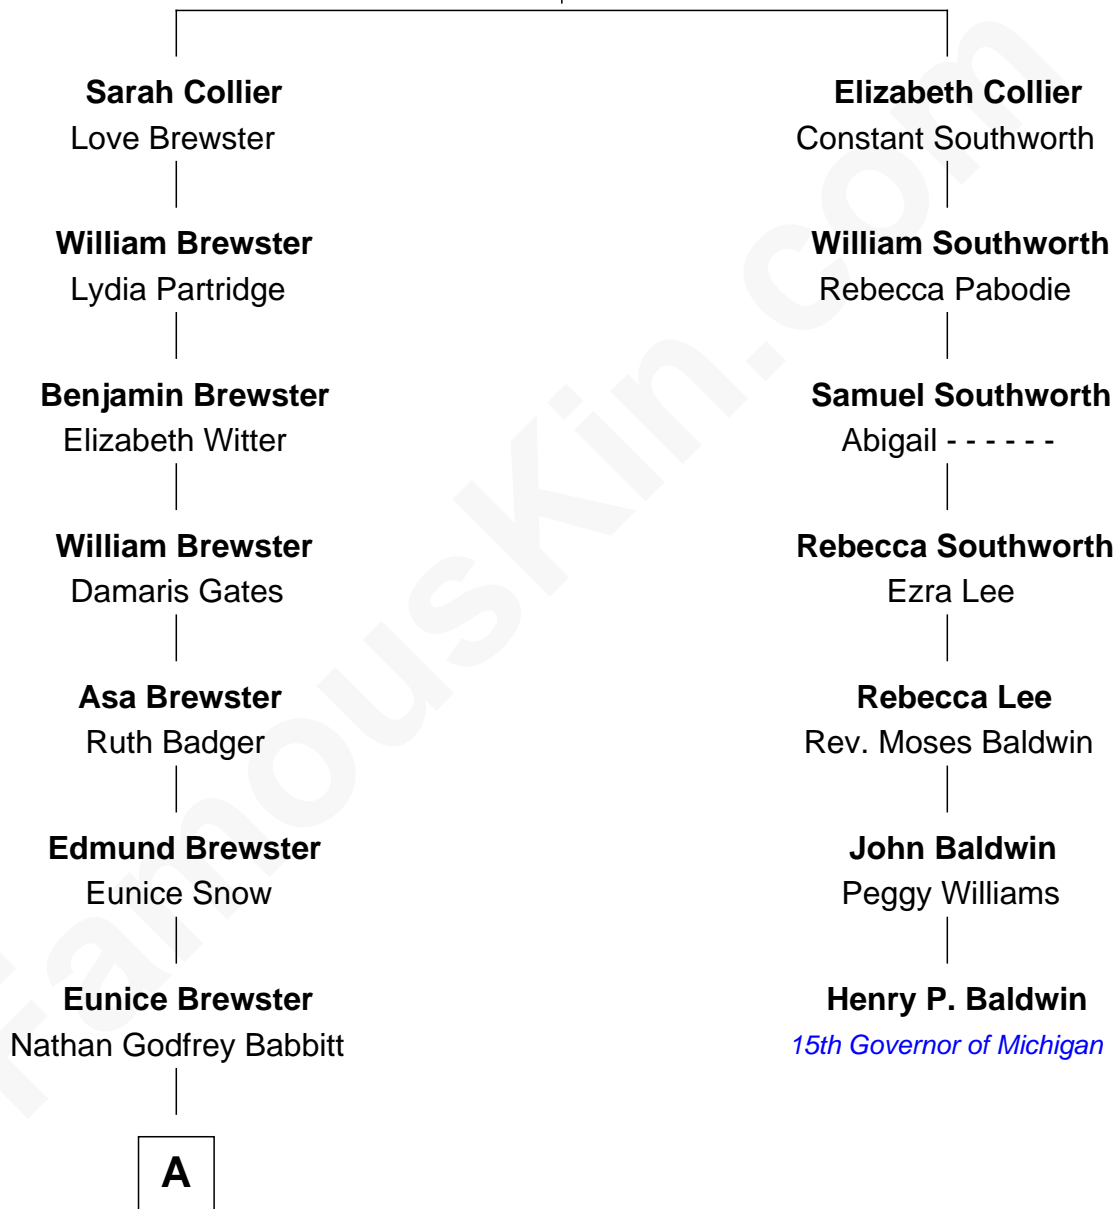 Sarah Collier
Love Brewster
Elizabeth Collier
Constant Southworth
William Brewster
Lydia Partridge
William Southworth
Rebecca Pabodie
Benjamin Brewster
Elizabeth Witter
Samuel Southworth
Abigail - - - - - -
William Brewster
Damaris Gates
Rebecca Southworth
Ezra Lee
Asa Brewster
Ruth Badger
Rebecca Lee
Rev. Moses Baldwin
Edmund Brewster
Eunice Snow
John Baldwin
Peggy Williams
Eunice Brewster
Nathan Godfrey Babbitt
Henry P. Baldwin
15th Governor of Michigan
A
FamousKin.com